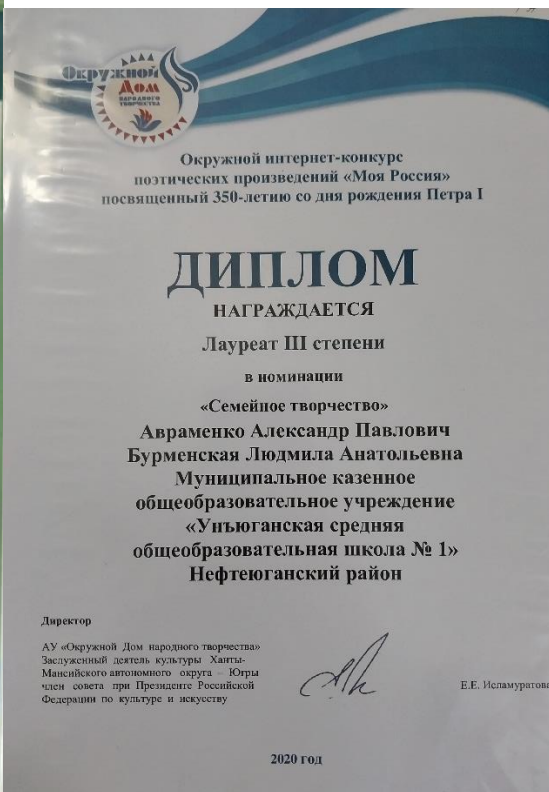 Окружной
Дом
НАРОДНОГО
ТВОРЧЕСТВА
Окружной интернет-конкурс
поэтических произведений «Моя Россия»
посвященный 350-летию со дня рождения Петра I
ДИПЛОМ
НАГРАЖДАЕТСЯ
Лауреат III степени
в номинации
«Семейное творчество»
Авраменко Александр Павлович
Бурменская Людмила Анатольевна
Муниципальное казенное
общеобразовательное учреждение
«Унъюганская средняя
общеобразовательная школа № 1»
Нефтеюганский район
Директор
АУ «Окружной Дом народного творчества»
Заслуженный деятель культуры Ханты-
Мансийского автономного округа – Югры
член совета при Президенте Российской
Федерации по культуре и искусству
Е.Е. Исламуратова
2020 год